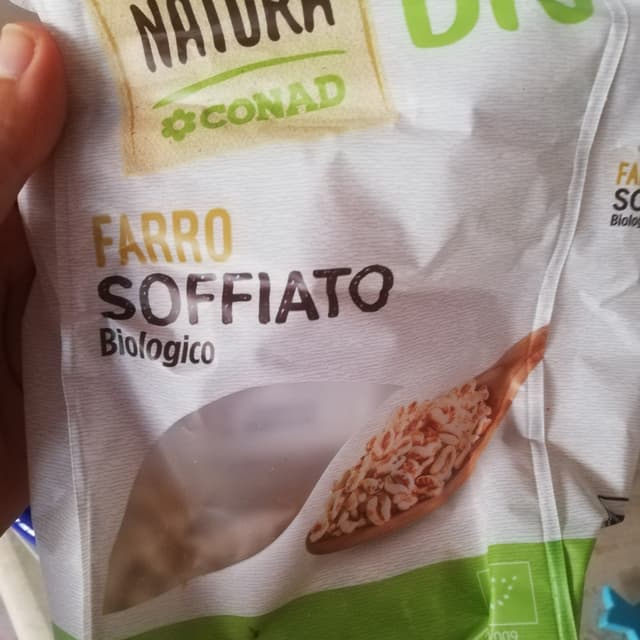 NATURA
CONAD
FARRO
SOFFIATO
Biologico